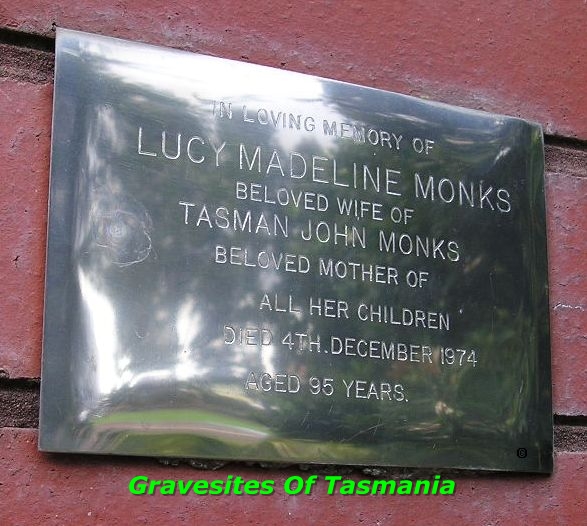 IN LOVING MEMORY OF
LUCY MADELINE MONKS
BELOVED WIFE OF
TASMAN JOHN MONKS
BELOVED MOTHER OF
ALL HER CHILDREN
DIED 4TH.DECEMBER 1974
AGED 95 YEARS.
Gravesites Of Tasmania